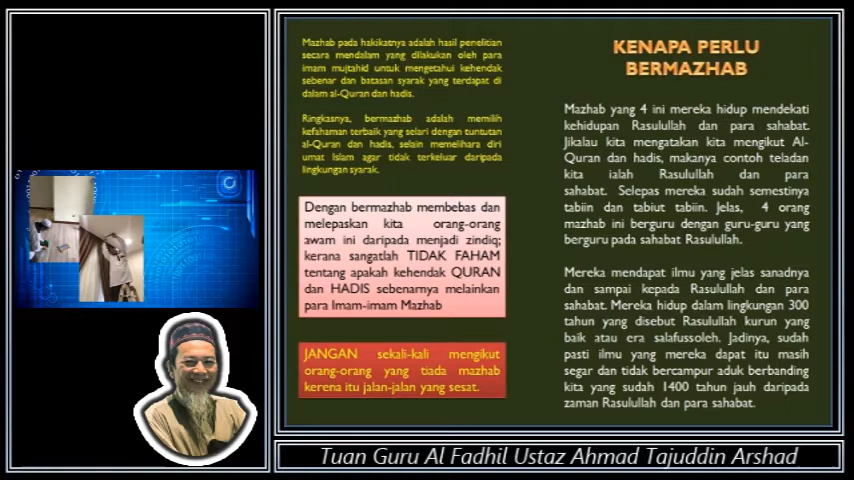 Mazhab pada hakikatnya adalah hasil penelitian
secara mendalam yang dilakukan oleh para
imam mujtahid untuk mengetahui kehendak
sebenar dan batasan syarak yang terdapat di
dalam al-Quran dan hadis.
Ringkasnya, bermazhab adalah memilih
kefahaman terbaik yang selari dengan tuntutan
al-Quran dan hadis, selain memelihara diri
umat Islam agar tidak terkeluar daripada
lingkungan syarak.
Dengan bermazhab membebas dan
melepaskan kita orang-orang
awam ini daripada menjadi zindiq;
kerana sangatlah TIDAK FAHAM
tentang apakah kehendak QURAN
dan HADIS sebenarnya melainkan
para Imam-imam Mazhab
JANGAN sekali-kali mengikut
orang-orang yang tiada mazhab
kerena itu jalan-jalan yang sesat.
KENAPA PERLU
BERMAZHAB
Mazhab yang 4 ini mereka hidup mendekati
kehidupan Rasulullah dan para sahabat.
Jikalau kita mengatakan kita mengikut Al-
Quran dan hadis, makanya contoh teladan
kita ialah Rasulullah dan para
sahabat. Selepas mereka sudah semestinya
tabiin dan tabiut tabiin. Jelas, 4 orang
mazhab ini berguru dengan guru-guru yang
berguru pada sahabat Rasulullah.
Mereka mendapat ilmu yang jelas sanadnya
dan sampai kepada Rasulullah dan para
sahabat. Mereka hidup dalam lingkungan 300
tahun yang disebut Rasulullah kurun yang
baik atau era salafussoleh. Jadinya, sudah
pasti ilmu yang mereka dapat itu masih
segar dan tidak bercampur aduk berbanding
kita yang sudah 1400 tahun jauh daripada
zaman Rasulullah dan para sahabat.
Tuan Guru Al Fadhil Ustaz Ahmad Tajuddin Arshad